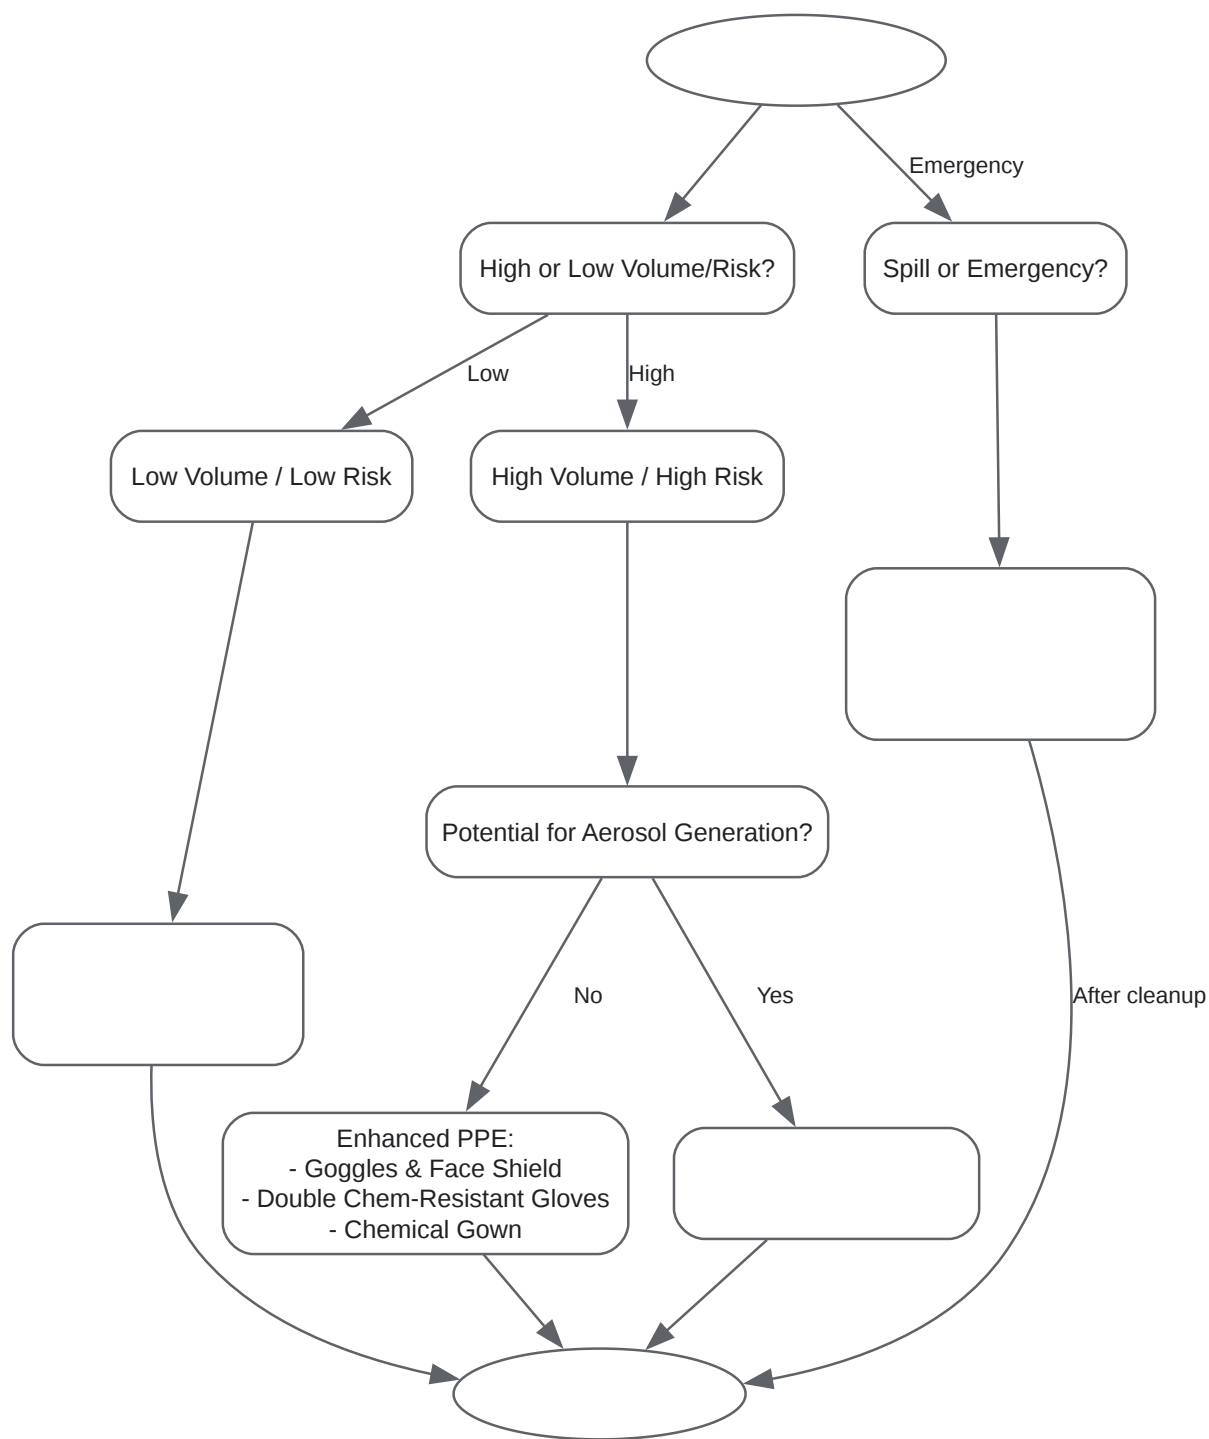 Emergency
High or Low Volume/Risk?
Spill or Emergency?
Low
High
Low Volume / Low Risk
High Volume / High Risk
Potential for Aerosol Generation?
No
Yes
After cleanup
Enhanced PPE:
- Goggles & Face Shield
- Double Chem-Resistant Gloves
- Chemical Gown